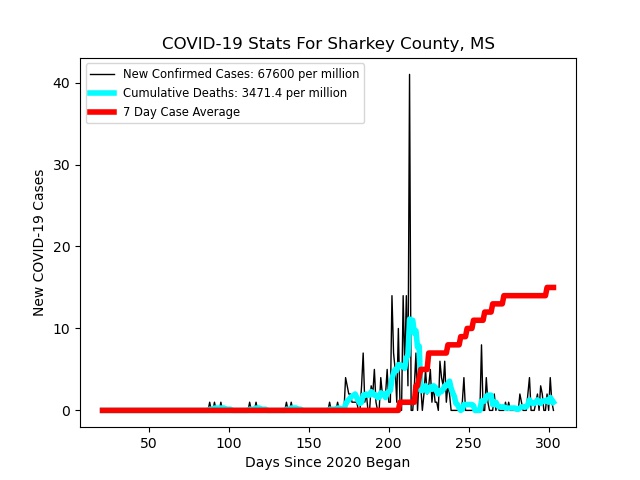 COVID-19 Stats For Sharkey County, MS
New Confirmed Cases: 67600 per million
Cumulative Deaths: 3471.4 per million
7 Day Case Average
New COVID-19 Cases
40
30
20
10
0
50 100 150 200 250 300
Days Since 2020 Began